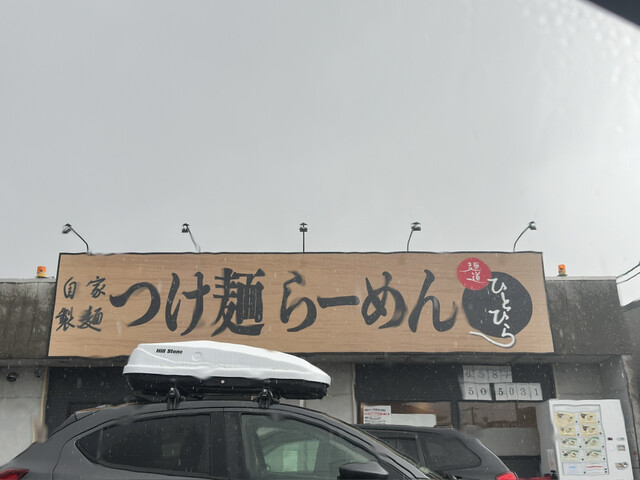 自家
製麺
つけ麺らーめん
麺道
ひとひら
Hill Stone